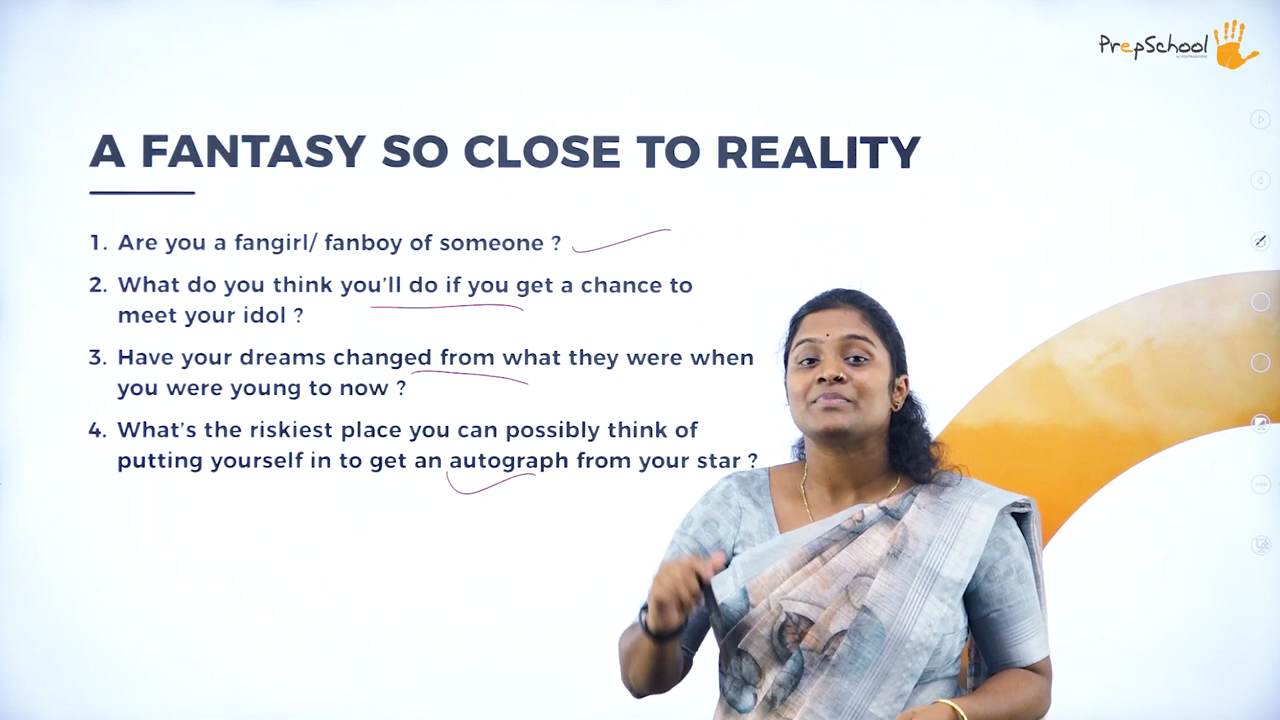 PrepSchool
A FANTASY SO CLOSE TO REALITY
1. Are you a fangirl/ fanboy of someone ?
2. What do you think you'll do if you get a chance to
meet your idol ?
3. Have your dreams changed from what they were when
you were young to now ?
4. What's the riskiest place you can possibly think of
putting yourself in to get an autograph from your star ?